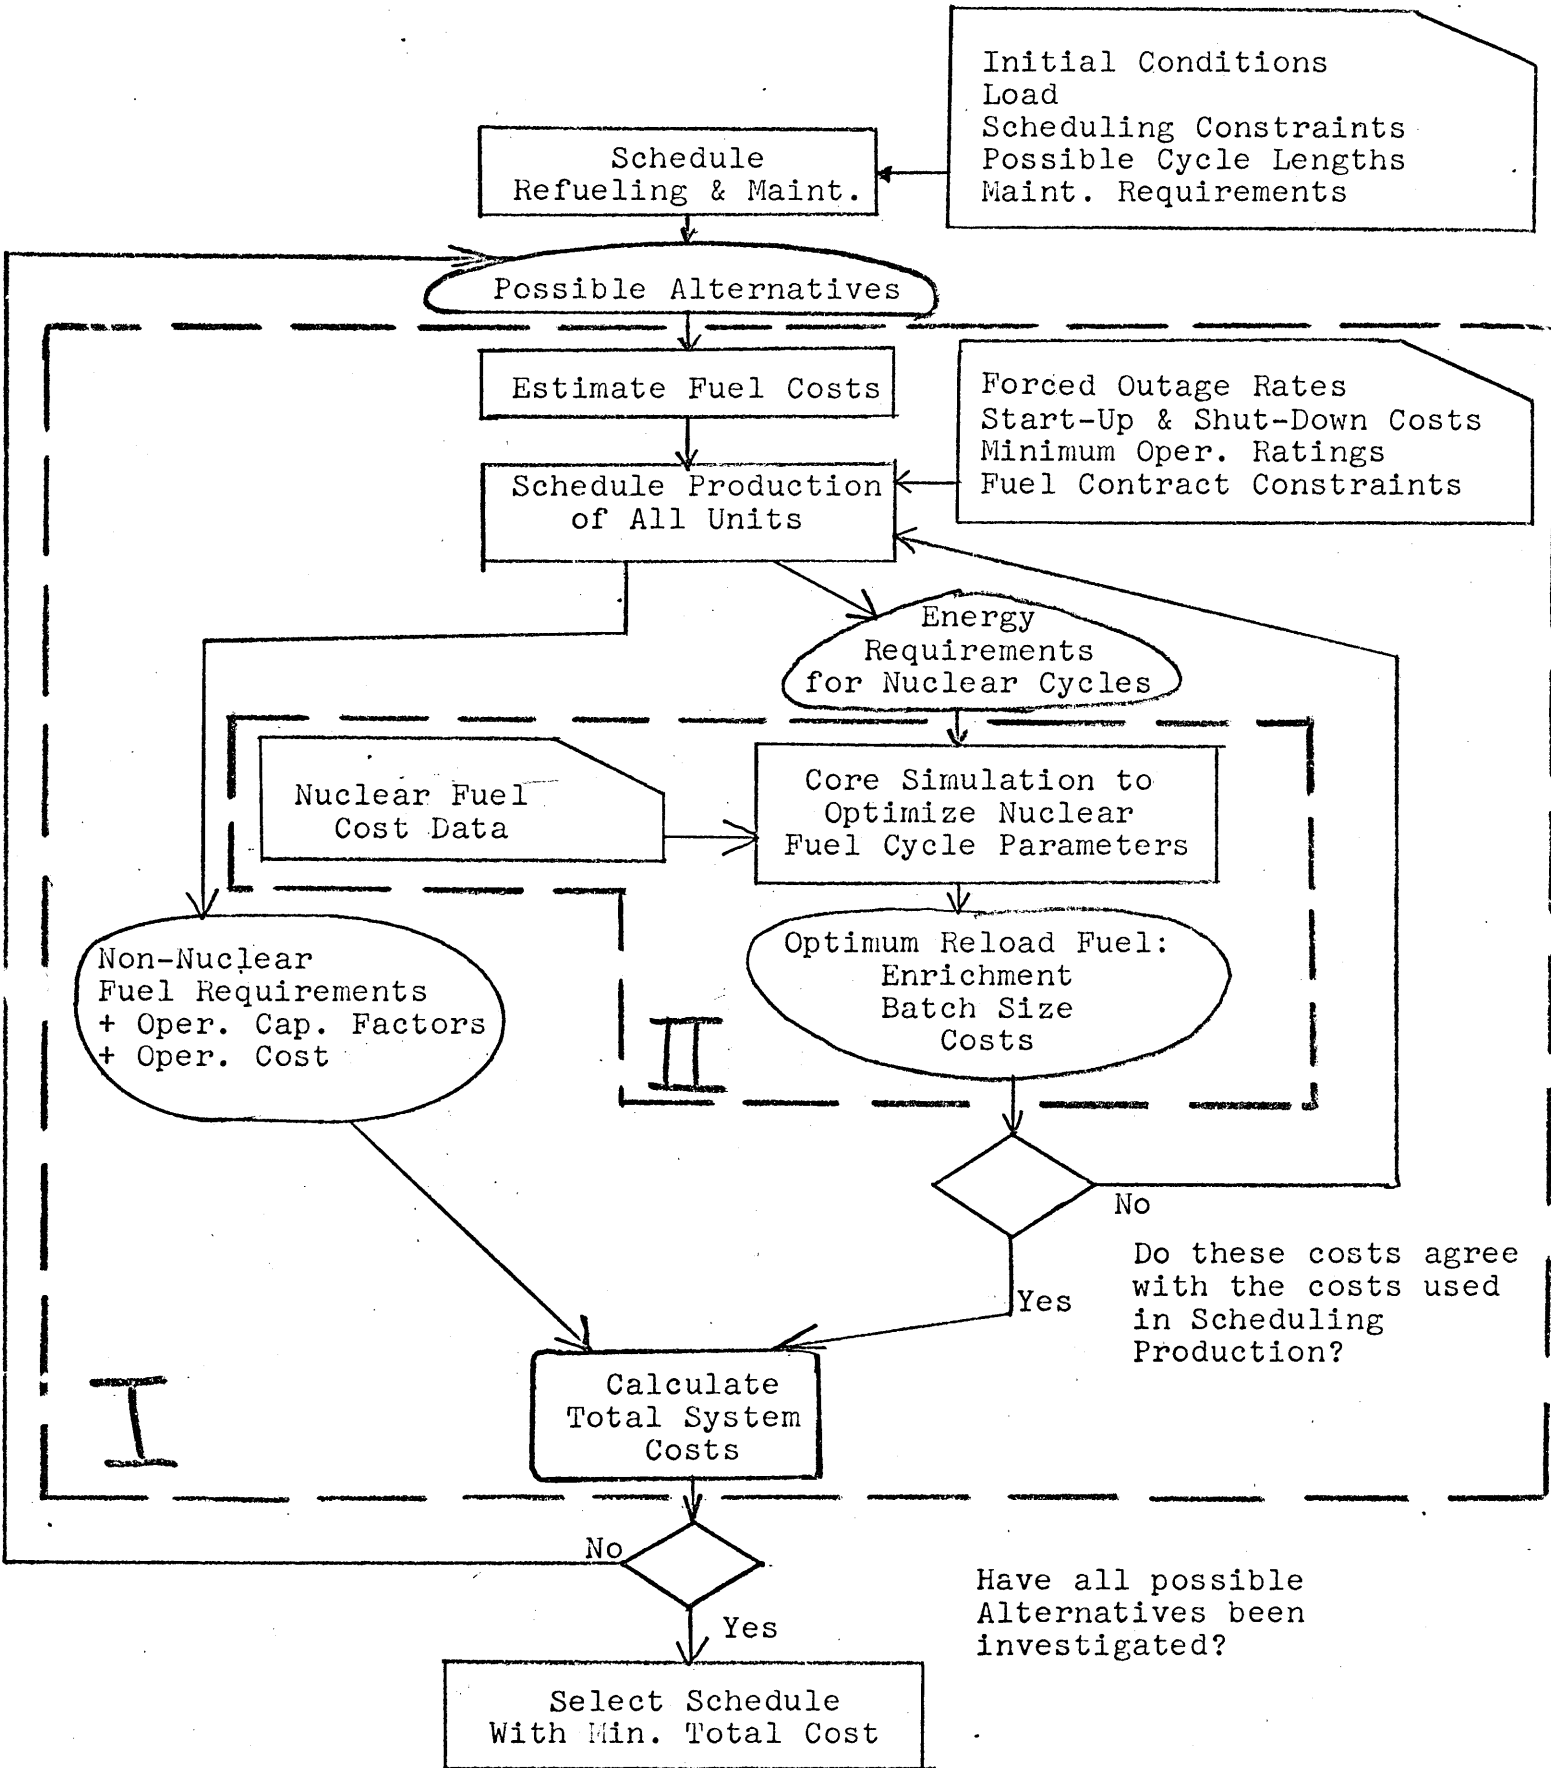 Initial Conditions
Load
Scheduling Constraints
Possible Cycle Lengths
Maint. Requirements
Schedule
Refueling & Maint.
Possible Alternatives
Estimate Fuel Costs
Forced Outage Rates
Start-Up & Shut-Down Costs
Minimum Oper. Ratings
Fuel Contract Constraints
Schedule Production
of All Units
Energy
Requirements
for Nuclear Cycles
Nuclear Fuel
Cost Data
Core Simulation to
Optimize Nuclear
Fuel Cycle Parameters
Non-Nuclear
Fuel Requirements
+ Oper. Cap. Factors
+ Oper. Cost
Optimum Reload Fuel:
Enrichment
Batch Size
Costs
II
No
Do these costs agree
with the costs used
in Scheduling
Production?
Yes
Calculate
Total System
Costs
I
No
Have all possible
Alternatives been
investigated?
Yes
Select Schedule
With Min. Total Cost